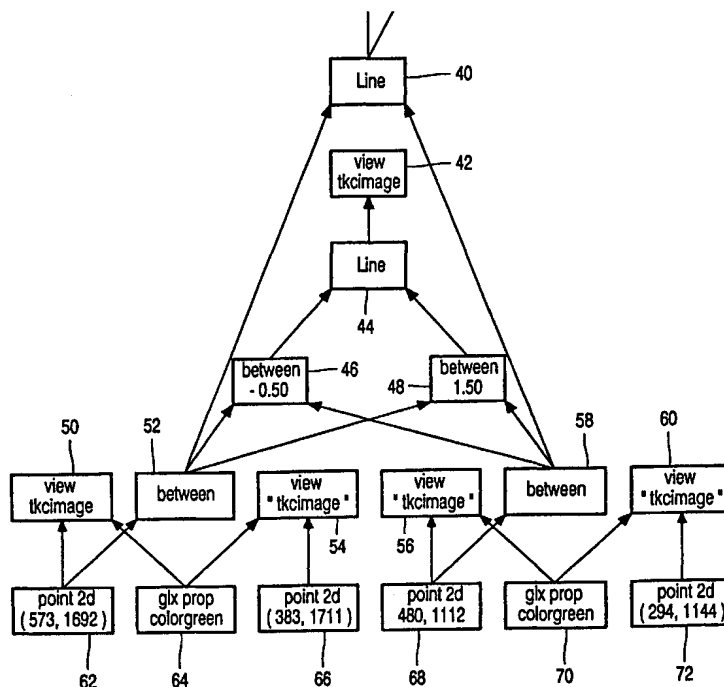 Line
40
view
tkcimage
42
Line
44
between
- 0.50
46
between
1.50
48
50
view
tkcimage
52
between
view
" tkcimage "
54
view
" tkcimage "
56
58
between
60
view
" tkcimage "
point 2d
( 573, 1692 )
62
glx prop
colorgreen
64
point 2d
( 383, 1711 )
66
point 2d
480, 1112
68
glx prop
colorgreen
70
point 2d
( 294, 1144 )
72